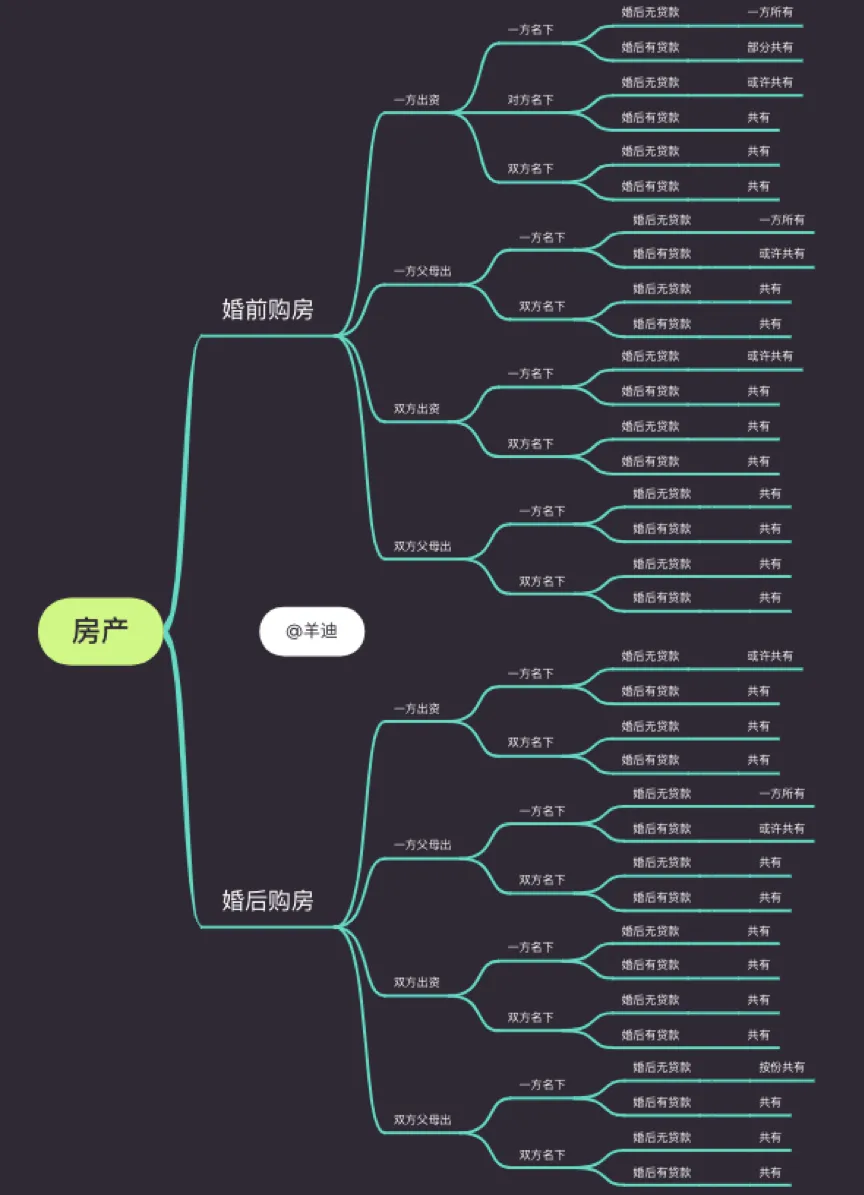 房产
@羊迪
婚前购房
一方出资
一方名下
婚后无贷款 一方所有
婚后有贷款 部分共有
对方名下
婚后无贷款 或许共有
婚后有贷款 共有
双方名下
婚后无贷款 共有
婚后有贷款 共有
一方父母出
一方名下
婚后无贷款 一方所有
婚后有贷款 或许共有
双方名下
婚后无贷款 共有
婚后有贷款 共有
双方出资
一方名下
婚后无贷款 或许共有
婚后有贷款 共有
双方名下
婚后无贷款 共有
婚后有贷款 共有
双方父母出
一方名下
婚后无贷款 共有
婚后有贷款 共有
双方名下
婚后无贷款 共有
婚后有贷款 共有
婚后购房
一方出资
一方名下
婚后无贷款 或许共有
婚后有贷款 共有
双方名下
婚后无贷款 共有
婚后有贷款 共有
一方父母出
一方名下
婚后无贷款 一方所有
婚后有贷款 或许共有
双方名下
婚后无贷款 共有
婚后有贷款 共有
双方出资
一方名下
婚后无贷款 共有
婚后有贷款 共有
双方名下
婚后无贷款 共有
婚后有贷款 共有
双方父母出
一方名下
婚后无贷款 按份共有
婚后有贷款 共有
双方名下
婚后无贷款 共有
婚后有贷款 共有